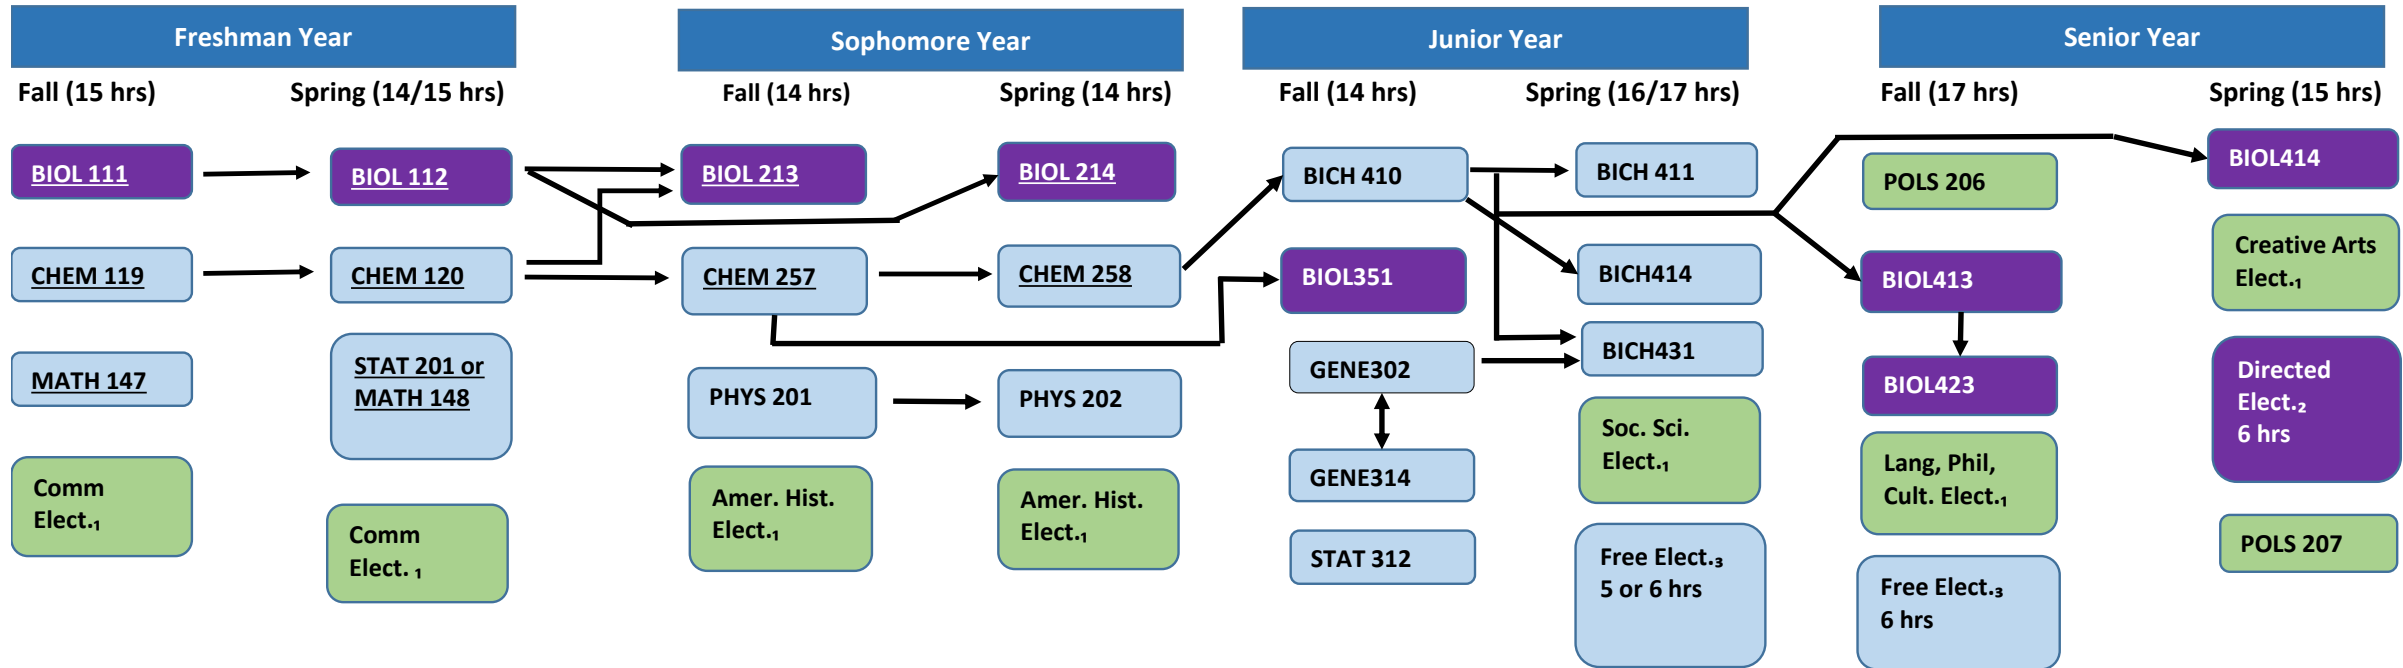 Freshman Year
Sophomore Year
Junior Year
Senior Year
Fall (15 hrs)
Spring (14/15 hrs)
Fall (14 hrs)
Spring (14 hrs)
Fall (14 hrs)
Spring (16/17 hrs)
Fall (17 hrs)
Spring (15 hrs)
BIOL 111
CHEM 119
MATH 147
Comm
Elect.₁
BIOL 112
CHEM 120
STAT 201 or
MATH 148
Comm
Elect. ₁
BIOL 213
CHEM 257
PHYS 201
Amer. Hist.
Elect.₁
BIOL 214
CHEM 258
PHYS 202
Amer. Hist.
Elect.₁
BICH 410
BIOL351
GENE302
GENE314
STAT 312
BICH 411
BICH414
BICH431
Soc. Sci.
Elect.₁
Free Elect.₃
5 or 6 hrs
POLS 206
BIOL413
BIOL423
Lang, Phil,
Cult. Elect.₁
Free Elect.₃
6 hrs
BIOL414
Creative Arts
Elect.₁
Directed
Elect.₂
6 hrs
POLS 207